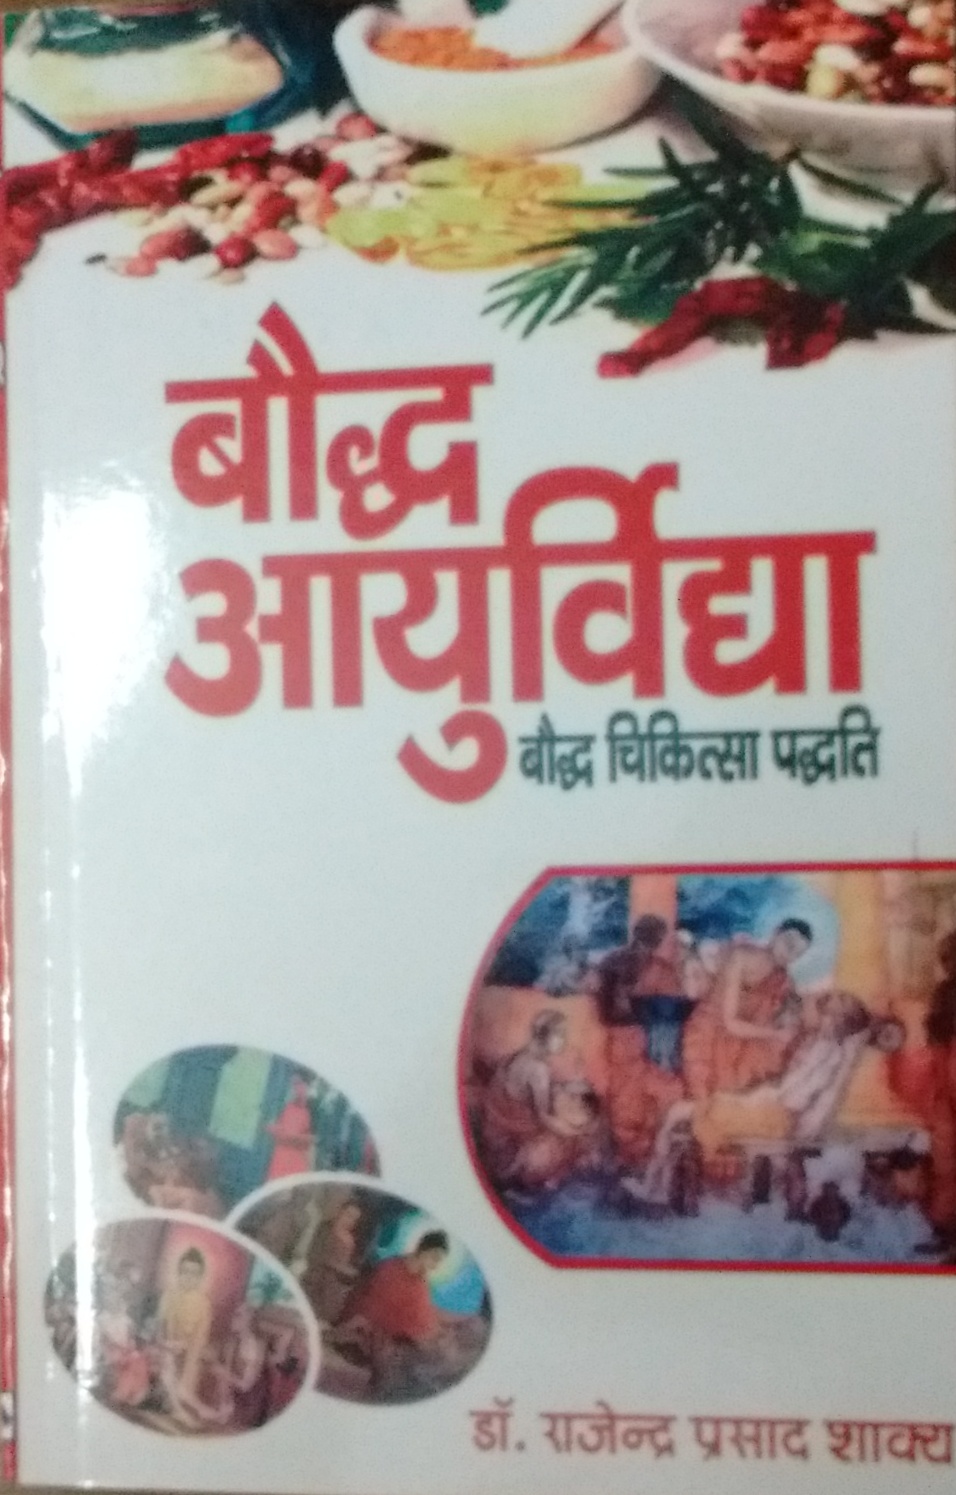 बौद्ध
आयुर्विद्या
बौद्ध चिकित्सा पद्धति
डॉ. राजेन्द्र प्रसाद शाक्य